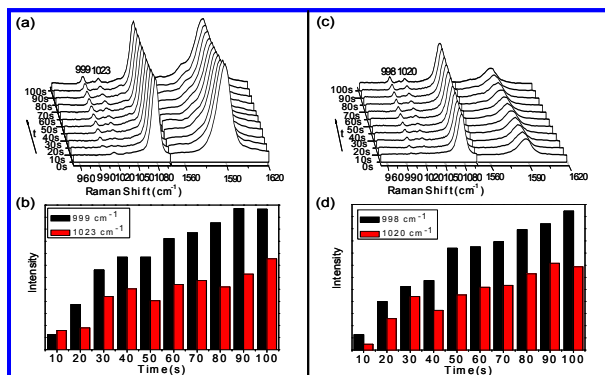 (a)
999 1023
100s
90s
80s
70s
60s
50s
40s
30s
20s
10s
0s
t
960 990 1020 1050 1080 1560 1590 1620
Raman Shift (cm-1)
(b)
999 cm-1
1023 cm-1
Intensity
10 20 30 40 50 60 70 80 90 100
Time(s)
(c)
998 1020
100s
90s
80s
70s
60s
50s
40s
30s
20s
10s
0s
t
960 990 1020 1050 1080 1560 1590 1620
Raman Shift (cm-1)
(d)
998 cm-1
1020 cm-1
Intensity
10 20 30 40 50 60 70 80 90 100
Time(s)